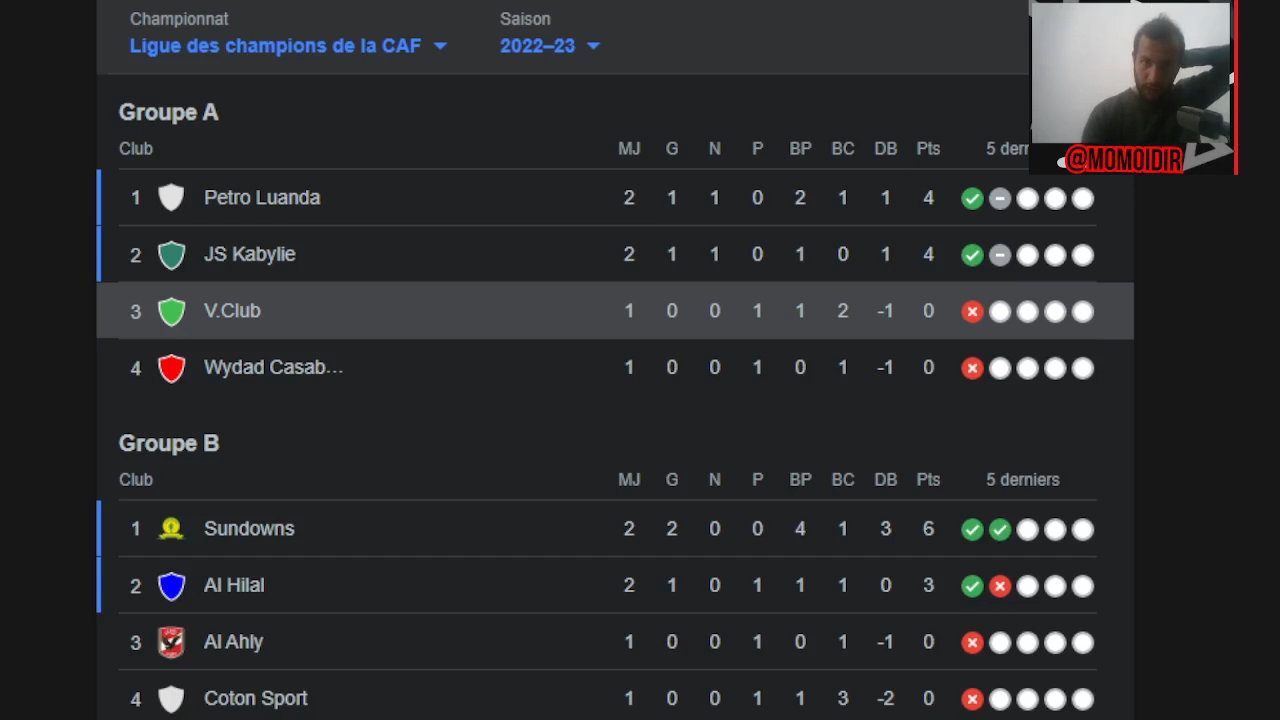 Championnat Saison
Ligue des champions de la CAF 2022–23
Groupe A
Club MJ G N P BP BC DB Pts 5 derr
1 Petro Luanda 2 1 1 0 2 1 1 4
2 JS Kabylie 2 1 1 0 1 0 1 4
3 V.Club 1 0 0 1 1 2 -1 0
4 Wydad Casab... 1 0 0 1 0 1 -1 0
@MOMOIDIR
Groupe B
Club MJ G N P BP BC DB Pts 5 derniers
1 Sundowns 2 2 0 0 4 1 3 6
2 Al Hilal 2 1 0 1 1 1 0 3
3 Al Ahly 1 0 0 1 0 1 -1 0
4 Coton Sport 1 0 0 1 1 3 -2 0